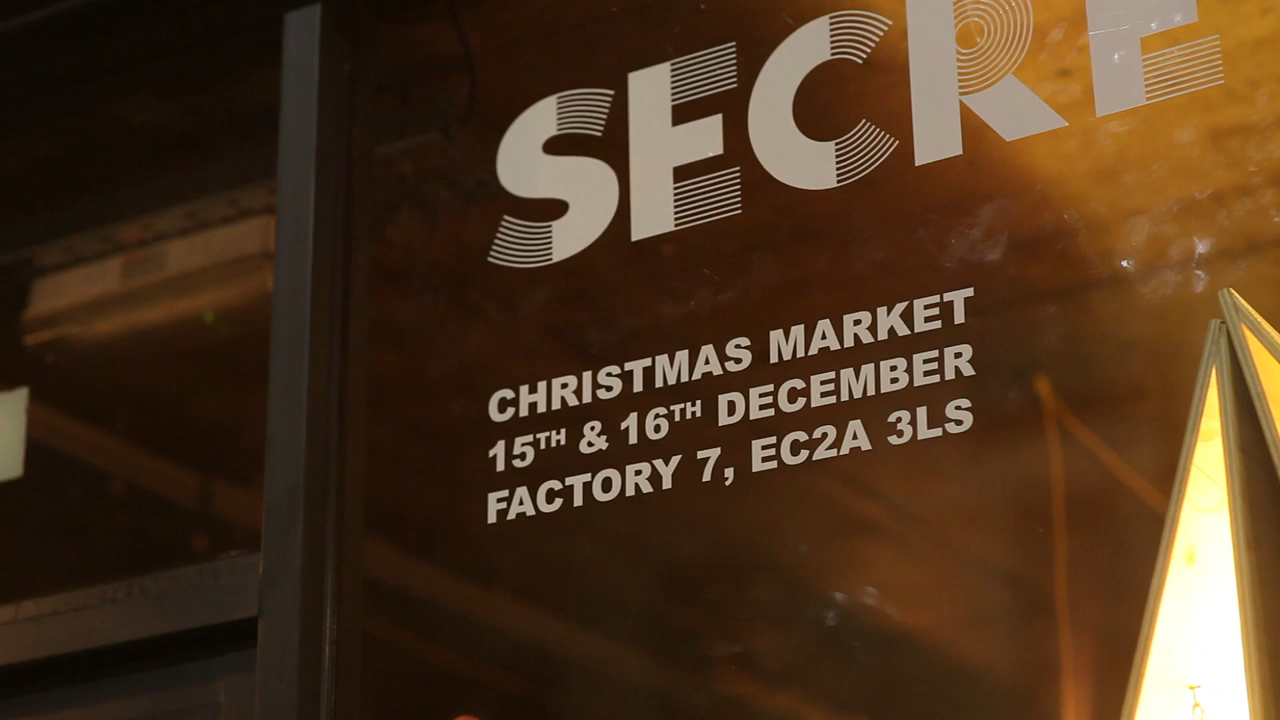 SECRE
CHRISTMAS MARKET
15TH & 16TH DECEMBER
FACTORY 7, EC2A 3LS